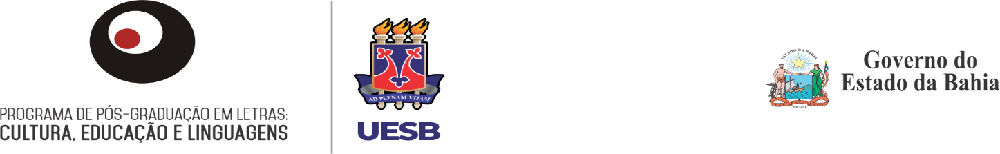 PROGRAMA DE PÓS-GRADUAÇÃO EM LETRAS:
CULTURA, EDUCAÇÃO E LINGUAGENS
AD PLENAM VITAM
UESB
ESTADO DA BAHIA
BRASIL
Governo do
Estado da Bahia